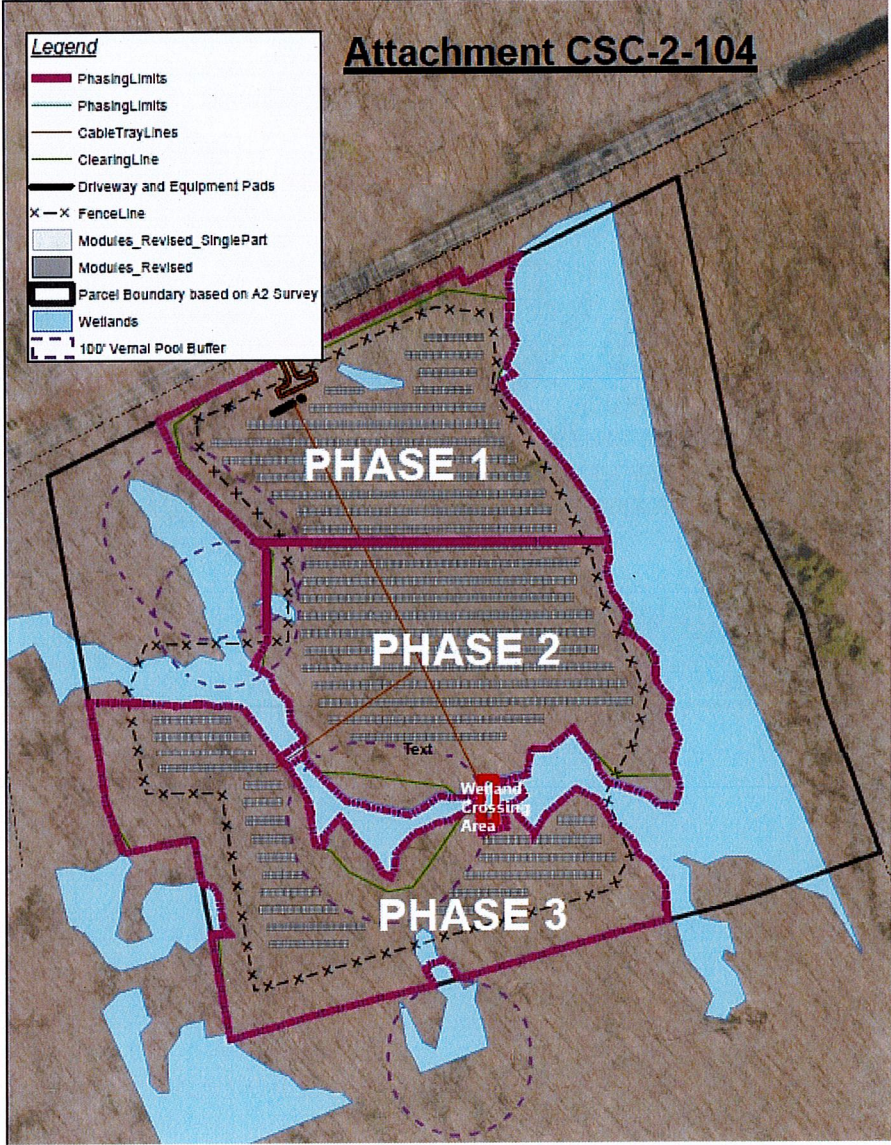 Attachment CSC-2-104
Legend
PhasingLimits
PhasingLimits
CableTrayLines
ClearingLine
Driveway and Equipment Pads
FenceLine
Modules_Revised_SinglePart
Modules_Revised
Parcel Boundary based on A2 Survey
Wetlands
100' Vernal Pool Buffer
PHASE 1
PHASE 2
Text
Wetland
Crossing
Area
PHASE 3